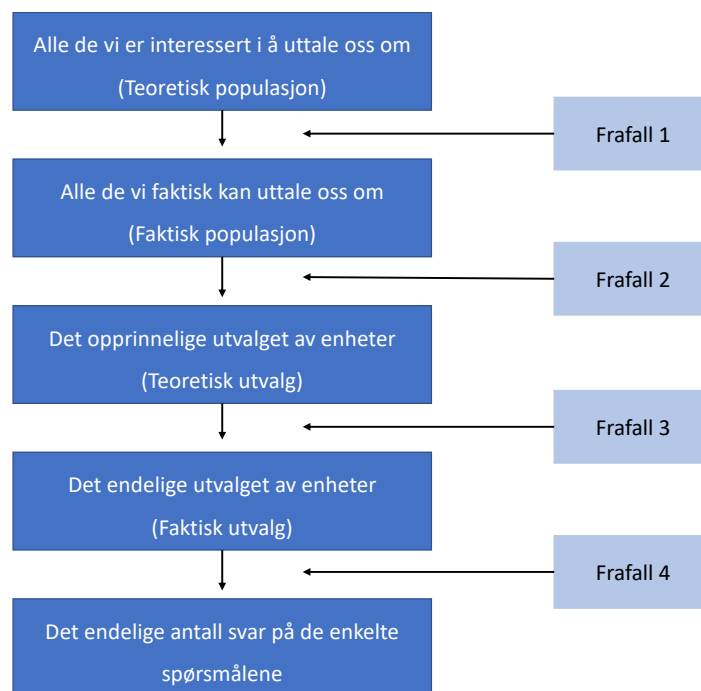 Alle de vi er interessert i å uttale oss om
(Teoretisk populasjon)
Frafall 1
Alle de vi faktisk kan uttale oss om
(Faktisk populasjon)
Frafall 2
Det opprinnelige utvalget av enheter
(Teoretisk utvalg)
Frafall 3
Det endelige utvalget av enheter
(Faktisk utvalg)
Frafall 4
Det endelige antall svar på de enkelte
spørsmålene